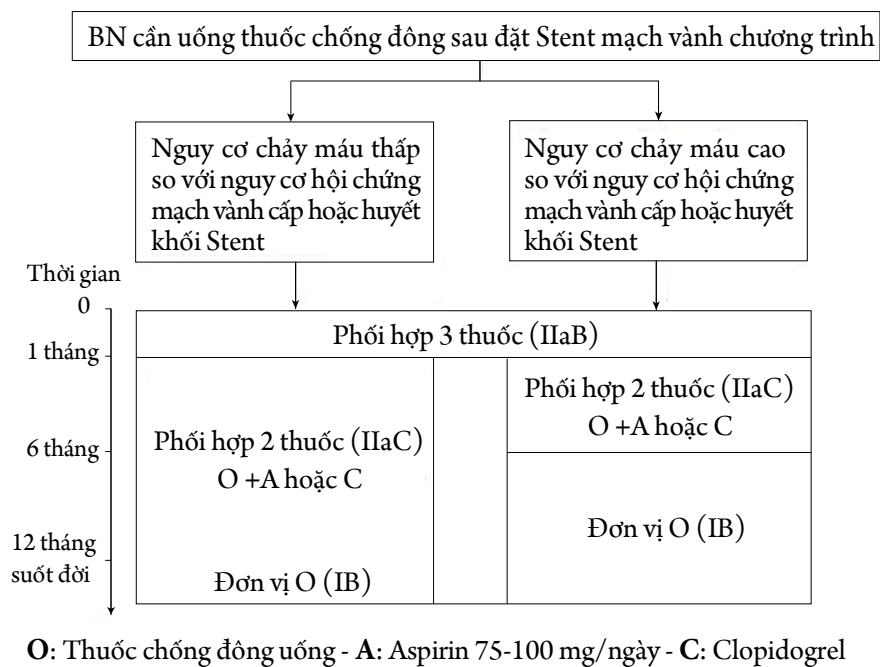 BN cần uống thuốc chống đông sau đặt Stent mạch vành chương trình
Nguy cơ chảy máu thấp
so với nguy cơ hội chứng
mạch vành cấp hoặc huyết
khối Stent
Nguy cơ chảy máu cao
so với nguy cơ hội chứng
mạch vành cấp hoặc huyết
khối Stent
Thời gian
0
1 tháng
6 tháng
12 tháng
suốt đời
Phối hợp 3 thuốc (IIaB)
Phối hợp 2 thuốc (IIaC)
O +A hoặc C
Đơn vị O (IB)
Phối hợp 2 thuốc (IIaC)
O +A hoặc C
Đơn vị O (IB)
O: Thuốc chống đông uống - A: Aspirin 75-100 mg/ngày - C: Clopidogrel